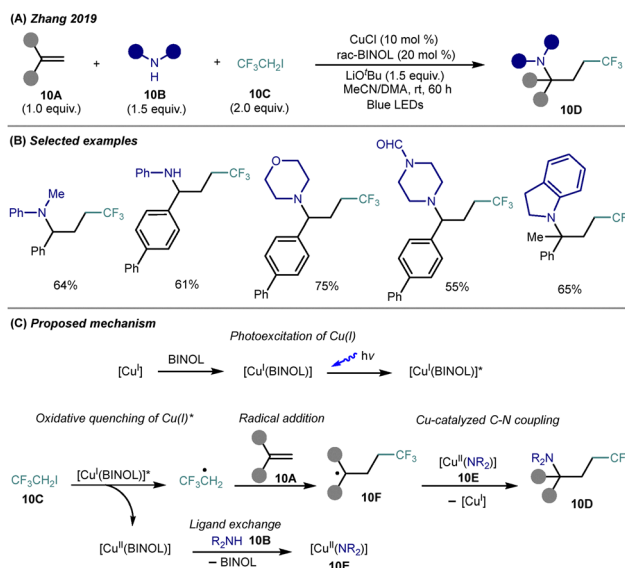 (A) Zhang 2019
10A
(1.0 equiv.)
+
N
H
10B
(1.5 equiv.)
+
CF₃CH₂I
10C
(2.0 equiv.)
CuCl (10 mol %)
rac-BINOL (20 mol %)
LiOᵗBu (1.5 equiv.)
MeCN/DMA, rt, 60 h
Blue LEDs
N
CF₃
10D
(B) Selected examples
Me
Ph
N
CF₃
Ph
64%
Ph
NH
CF₃
Ph
61%
O
N
CF₃
Ph
75%
OHC
N
N
CF₃
Ph
55%
N
Me
Ph
CF
65%
(C) Proposed mechanism
Photoexcitation of Cu(I)
[Cuᴵ]
BINOL
[Cuᴵ(BINOL)]
hν
[Cuᴵ(BINOL)]*
Oxidative quenching of Cu(I)*
Radical addition
Cu-catalyzed C-N coupling
CF₃CH₂I
10C
[Cuᴵ(BINOL)]*
CF₃CH₂
10A
CF₃
10F
[Cuᴵᴵ(NR₂)]
10E
– [Cuᴵ]
R₂N
CF
10D
Ligand exchange
[Cuᴵᴵ(BINOL)]
R₂NH 10B
– BINOL
[Cuᴵᴵ(NR₂)]
10E